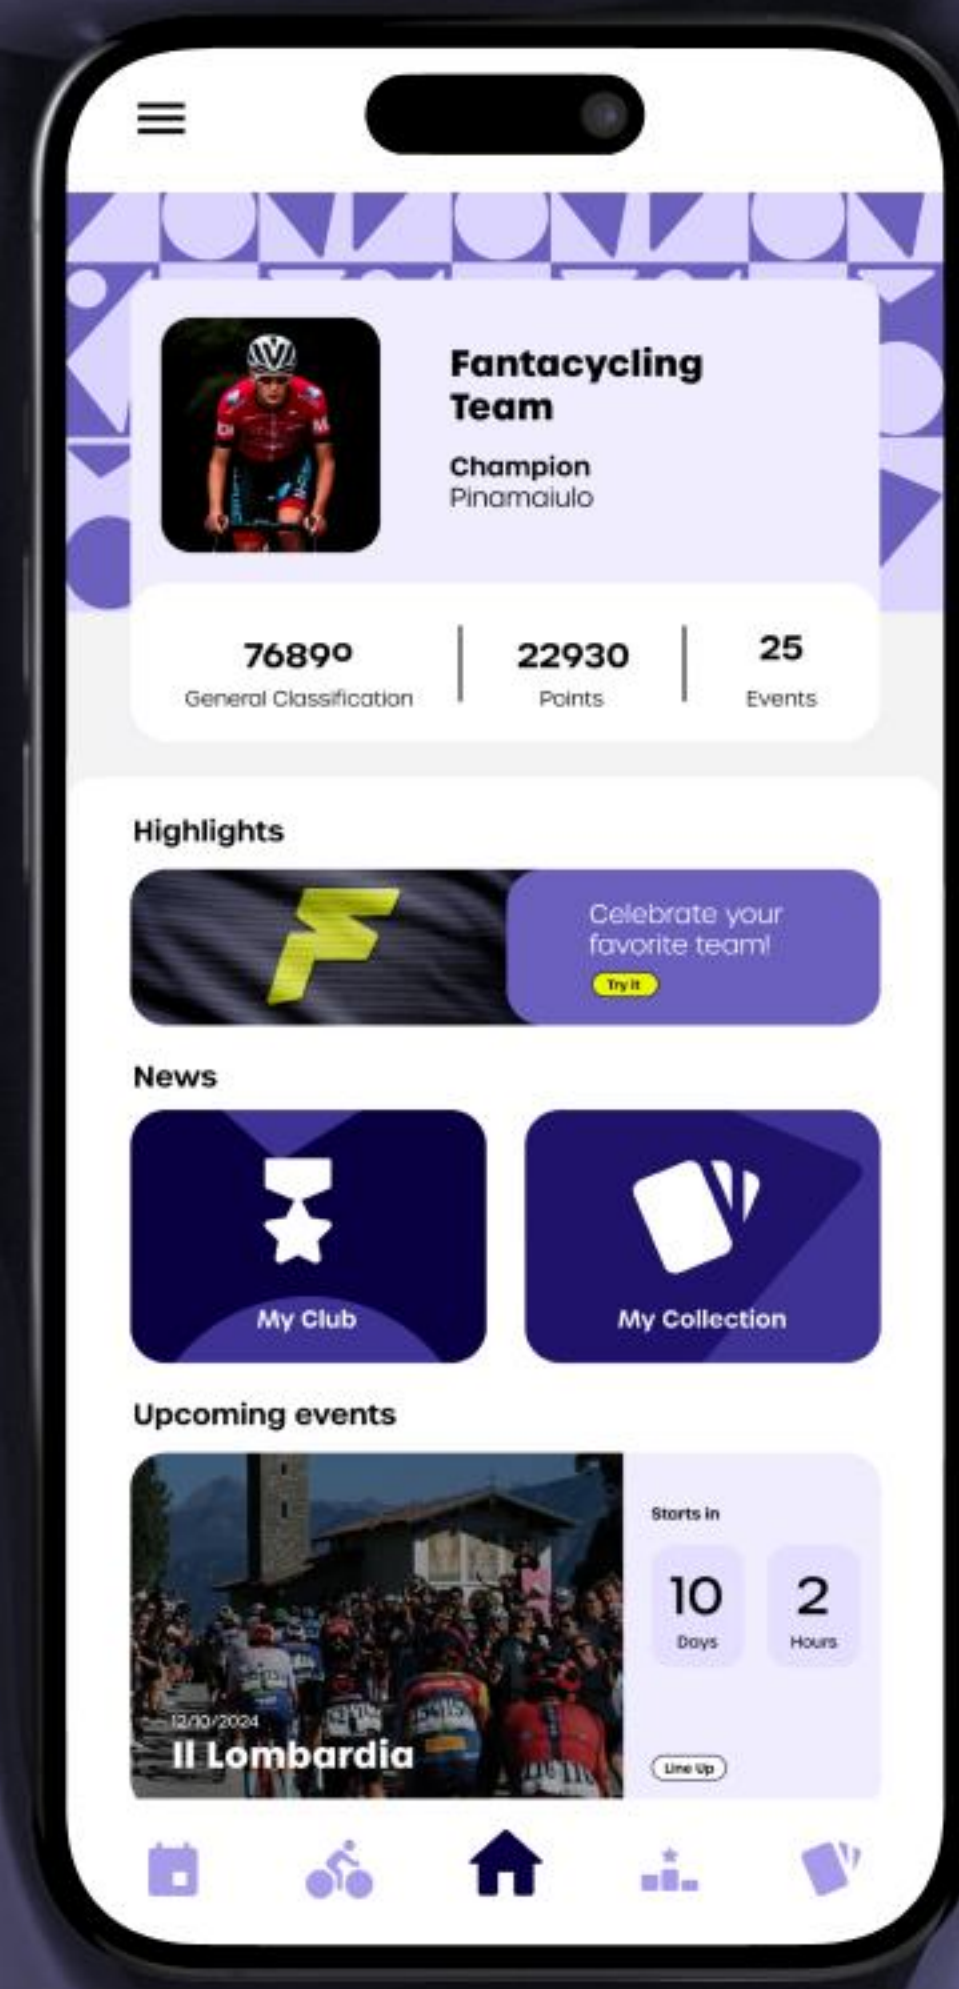 Fantacycling
Team
Champion
Pinamaiulo
7689º
General Classification
22930
Points
25
Events
Highlights
Celebrate your
favorite team!
Try it
News
My Club
My Collection
Upcoming events
Starts in
10
Days
2
Hours
12/10/2024
Il Lombardia
Line Up